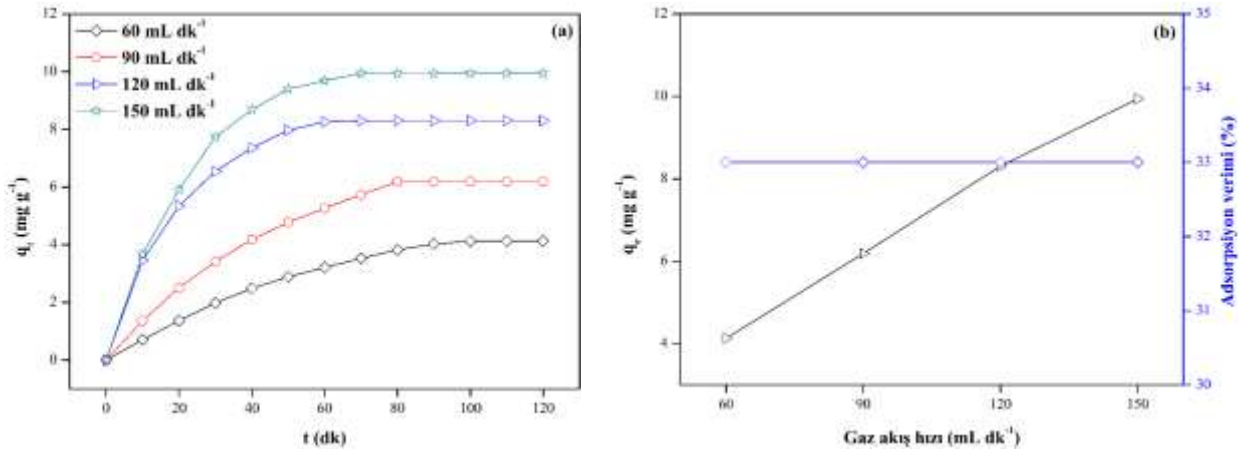 (a)
60 mL dk⁻¹
90 mL dk⁻¹
120 mL dk⁻¹
150 mL dk⁻¹
12
10
8
6
4
2
0
qₜ (mg g⁻¹)
0 20 40 60 80 100 120
t (dk)
(b)
12
10
8
6
4
qₑ (mg g⁻¹)
35
34
33
32
31
30
Adsorpsiyon verimi (%)
60 90 120 150
Gaz akış hızı (mL dk⁻¹)